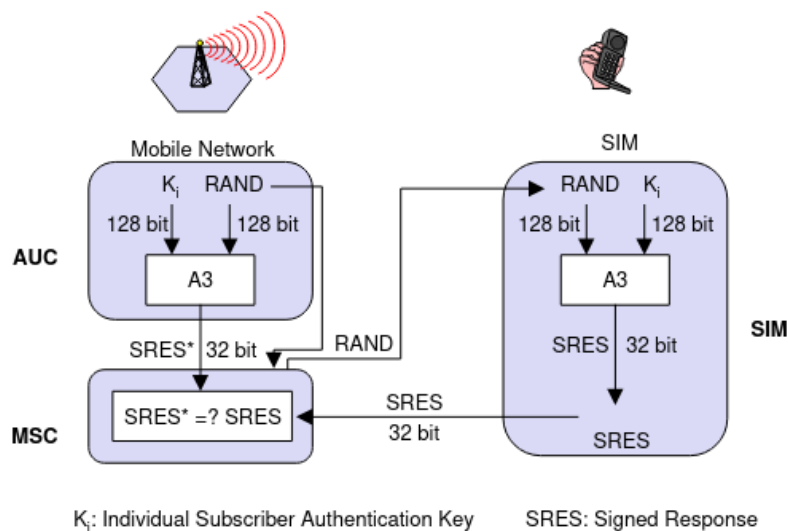 Mobile Network
SIM
Ki RAND
RAND Ki
128 bit 128 bit
128 bit 128 bit
AUC
A3
A3
SRES* 32 bit
RAND
SRES 32 bit
SIM
SRES* =? SRES
SRES
32 bit
MSC
SRES
Ki: Individual Subscriber Authentication Key
SRES: Signed Response